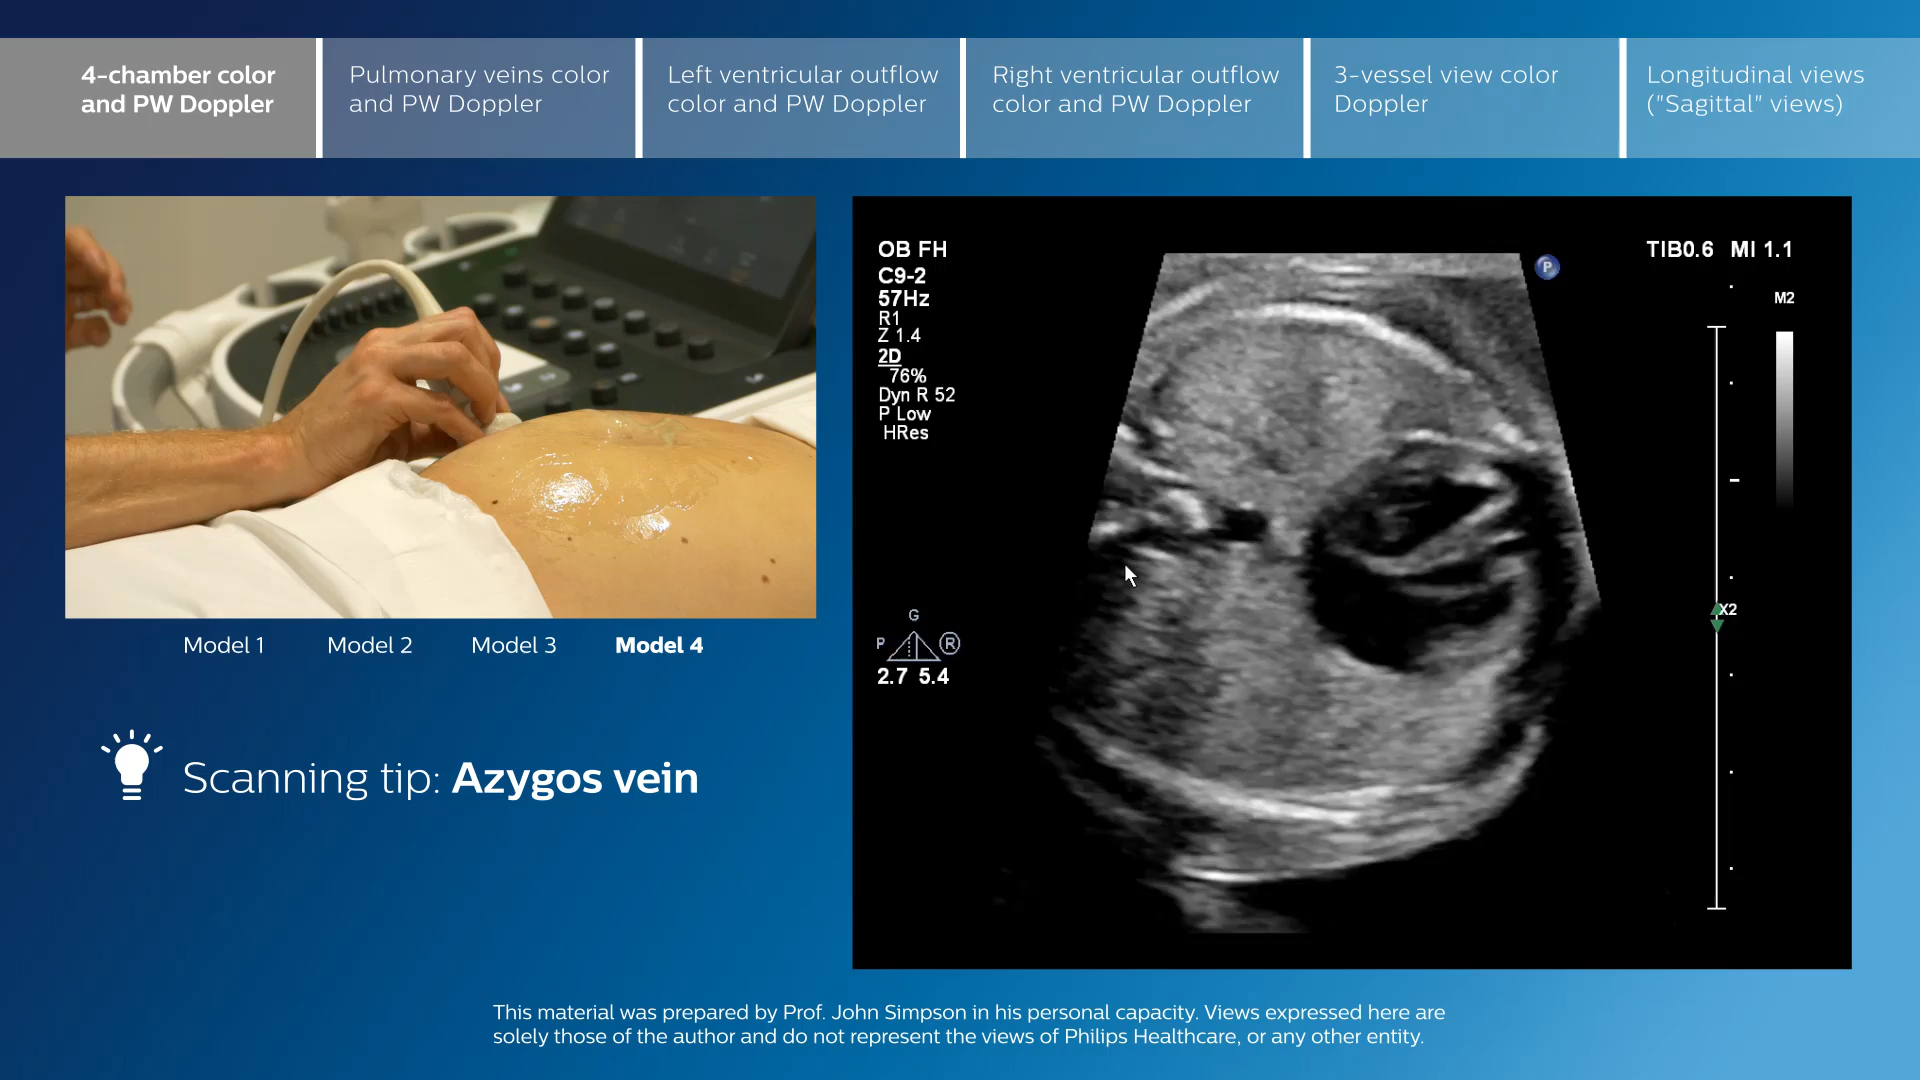 4-chamber color
and PW Doppler
Pulmonary veins color
and PW Doppler
Left ventricular outflow
color and PW Doppler
Right ventricular outflow
color and PW Doppler
3-vessel view color
Doppler
Longitudinal views
("Sagittal" views)
OB FH
C9-2
57Hz
R1
Z 1.4
2D
76%
Dyn R 52
P Low
HRes
P
TIB0.6 MI 1.1
M2
X2
G
P
R
2.7 5.4
Model 1
Model 2
Model 3
Model 4
Scanning tip: Azygos vein
This material was prepared by Prof. John Simpson in his personal capacity. Views expressed here are
solely those of the author and do not represent the views of Philips Healthcare, or any other entity.